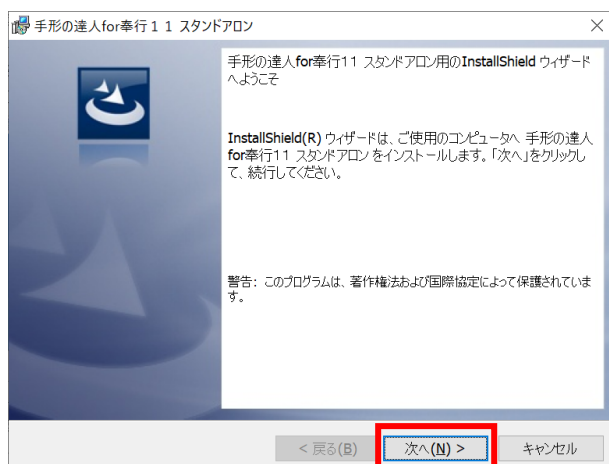 手形の達人for奉行１１ スタンドアロン
手形の達人for奉行11 スタンドアロン用のInstallShield ウィザード
へようこそ
InstallShield(R) ウィザードは、ご使用のコンピュータへ 手形の達人
for奉行11 スタンドアロン をインストールします。「次へ」をクリックし
て、続行してください。
警告: このプログラムは、著作権法および国際協定によって保護されていま
す。
< 戻る(B)
次へ(N) >
キャンセル